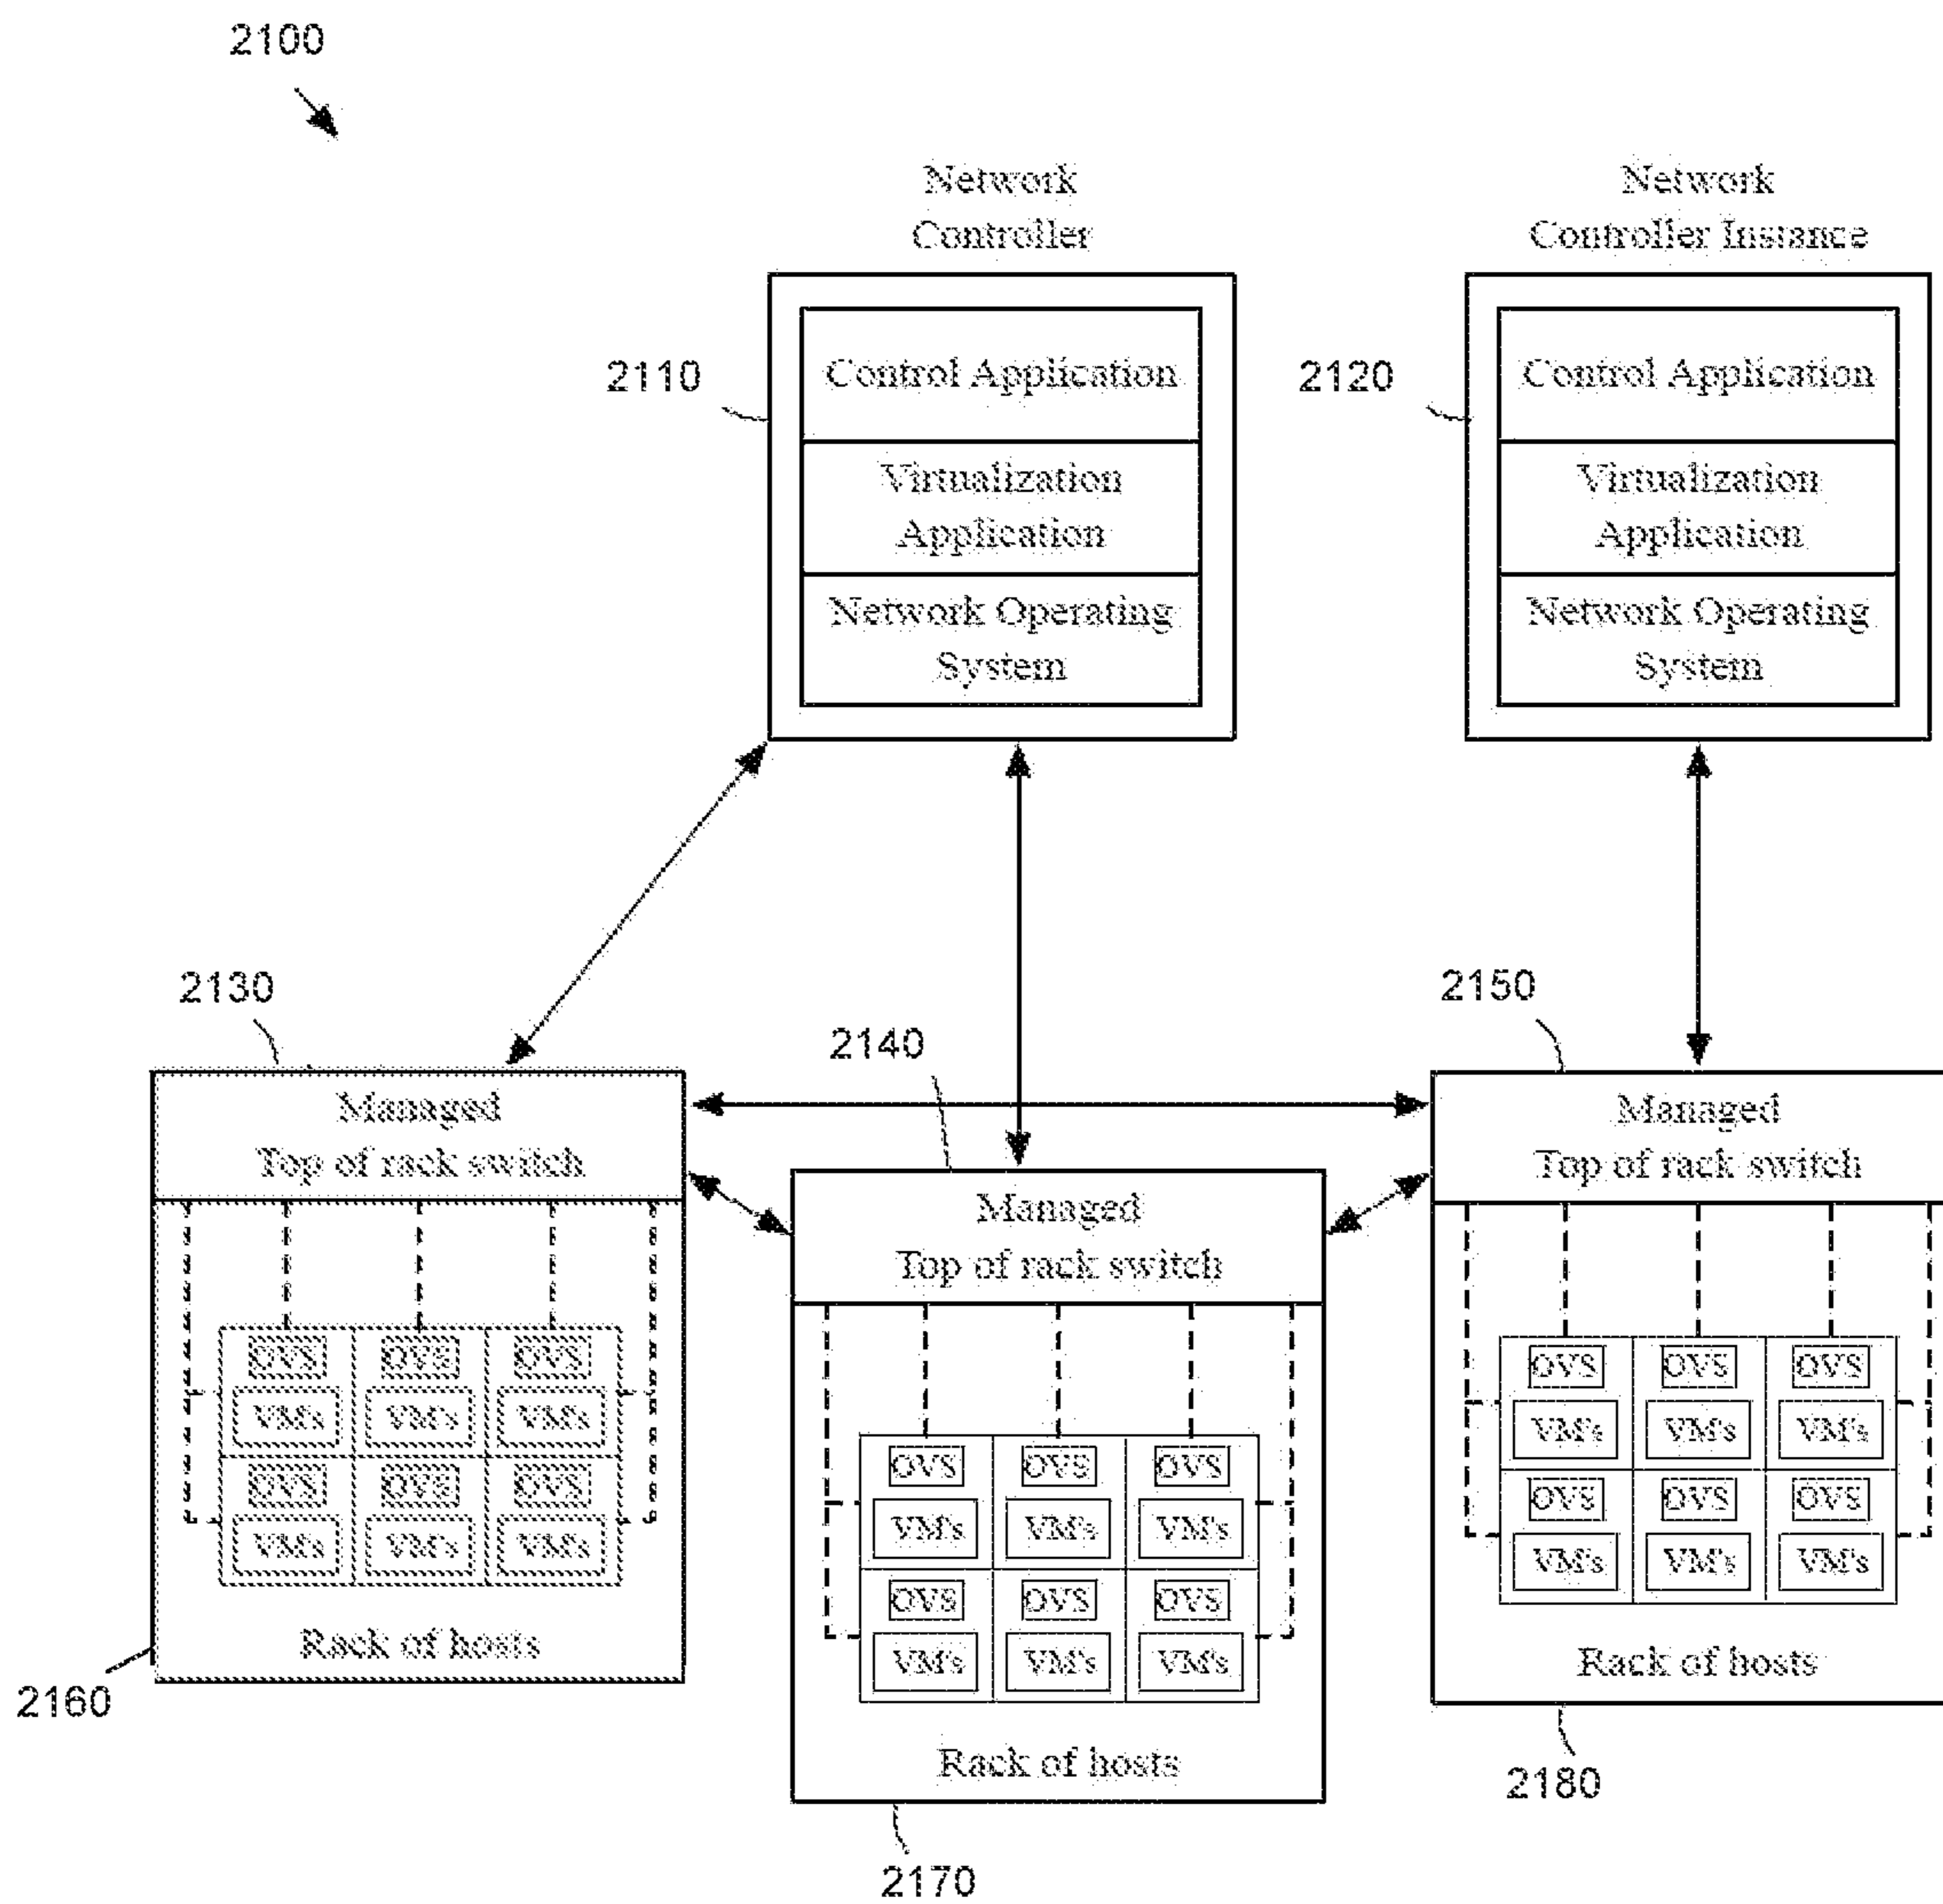 2100
Network
Controller
Network
Controller Instance
2110
Control Application
2120
Control Application
Virtualization
Application
Virtualization
Application
Network Operating
System
Network Operating
System
2130
2140
2150
Managed
Top of rack switch
Managed
Top of rack switch
Managed
Top of rack switch
OVS OVS OVS
VM's VM's VM's
OVS OVS OVS
VM's VM's VM's
Rack of hosts
2160
OVS OVS OVS
VM's VM's VM's
OVS OVS OVS
VM's VM's VM's
Rack of hosts
2170
OVS OVS OVS
VM's VM's VM's
OVS OVS OVS
VM's VM's VM's
Rack of hosts
2180